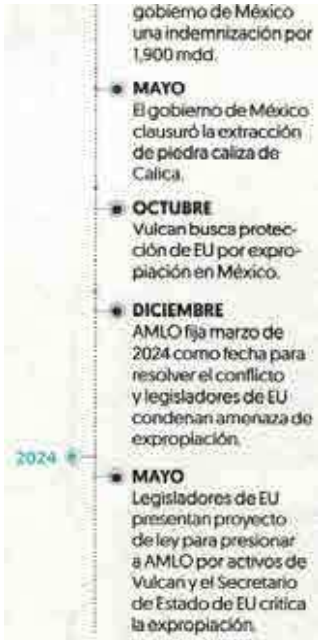 gobierno de México
una indemnización por
1,900 mdd.
MAYO
El gobierno de México
clausuró la extracción
de piedra caliza de
Calica.
OCTUBRE
Vulcan busca protec-
ción de EU por expro-
piación en México.
DICIEMBRE
AMLO fija marzo de
2024 como fecha para
resolver el conflicto
y legisladores de EU
condenan amenaza de
expropiación.
2024
MAYO
Legisladores de EU
presentan proyecto
de ley para presionar
a AMLO por activos de
Vulcan y el Secretario
de Estado de EU critica
la expropiación.